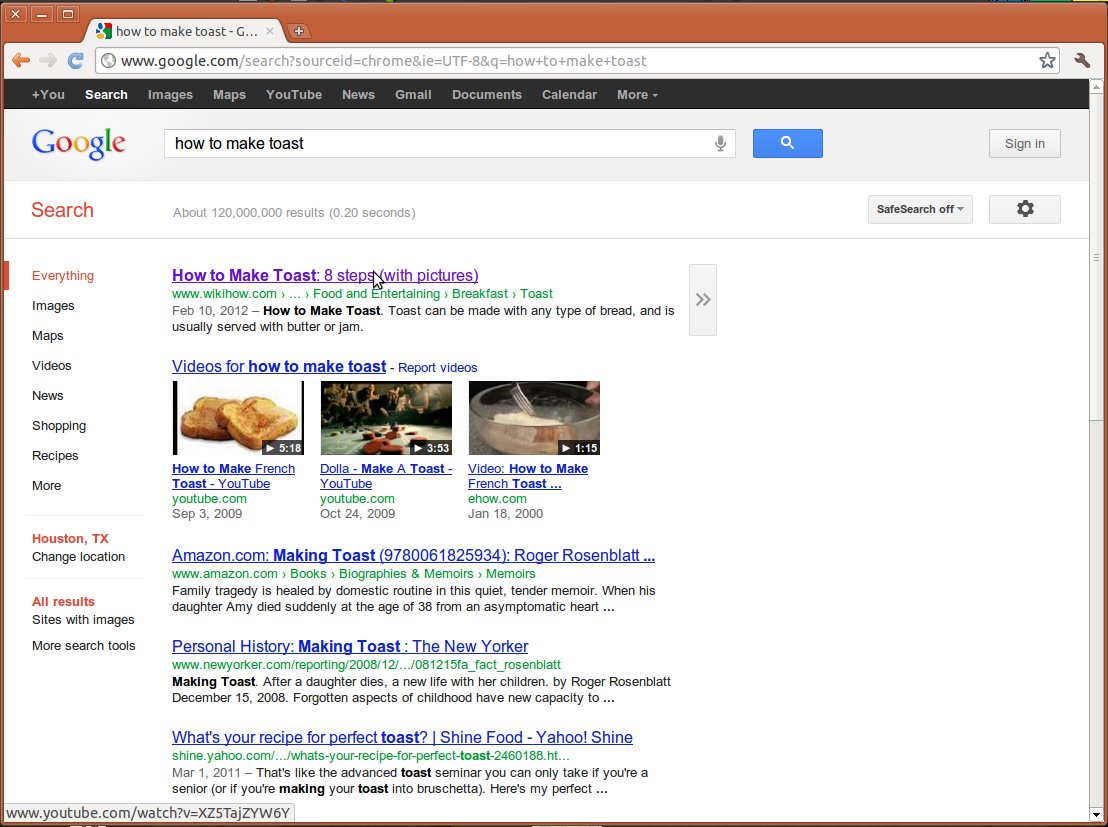 how to make toast - G...
www.google.com/search?sourceid=chrome&ie=UTF-8&q=how+to+make+toast
+You Search Images Maps YouTube News Gmail Documents Calendar More
Google how to make toast Sign in
Search About 120,000,000 results (0.20 seconds) SafeSearch off
Everything
Images
Maps
Videos
News
Shopping
Recipes
More
Houston, TX
Change location
All results
Sites with images
More search tools
How to Make Toast: 8 steps (with pictures)
www.wikihow.com › ... › Food and Entertaining › Breakfast › Toast
Feb 10, 2012 – How to Make Toast. Toast can be made with any type of bread, and is
usually served with butter or jam.
Videos for how to make toast - Report videos
5:18
How to Make French
Toast - YouTube
youtube.com
Sep 3, 2009
3:53
Dolla - Make A Toast -
YouTube
youtube.com
Oct 24, 2009
1:15
Video: How to Make
French Toast ...
ehow.com
Jan 18, 2000
Amazon.com: Making Toast (9780061825934): Roger Rosenblatt ...
www.amazon.com › Books › Biographies & Memoirs › Memoirs
Family tragedy is healed by domestic routine in this quiet, tender memoir. When his
daughter Amy died suddenly at the age of 38 from an asymptomatic heart ...
Personal History: Making Toast : The New Yorker
www.newyorker.com/reporting/2008/12/.../081215fa_fact_rosenblatt
Making Toast. After a daughter dies, a new life with her children. by Roger Rosenblatt
December 15, 2008. Forgotten aspects of childhood have new capacity to ...
What's your recipe for perfect toast? | Shine Food - Yahoo! Shine
shine.yahoo.com/.../whats-your-recipe-for-perfect-toast-2460188.ht...
Mar 1, 2011 – That's like the advanced toast seminar you can only take if you're a
senior (or if you're making your toast into bruschetta). Here's my perfect ...
www.youtube.com/watch?v=XZ5TajZYW6Y